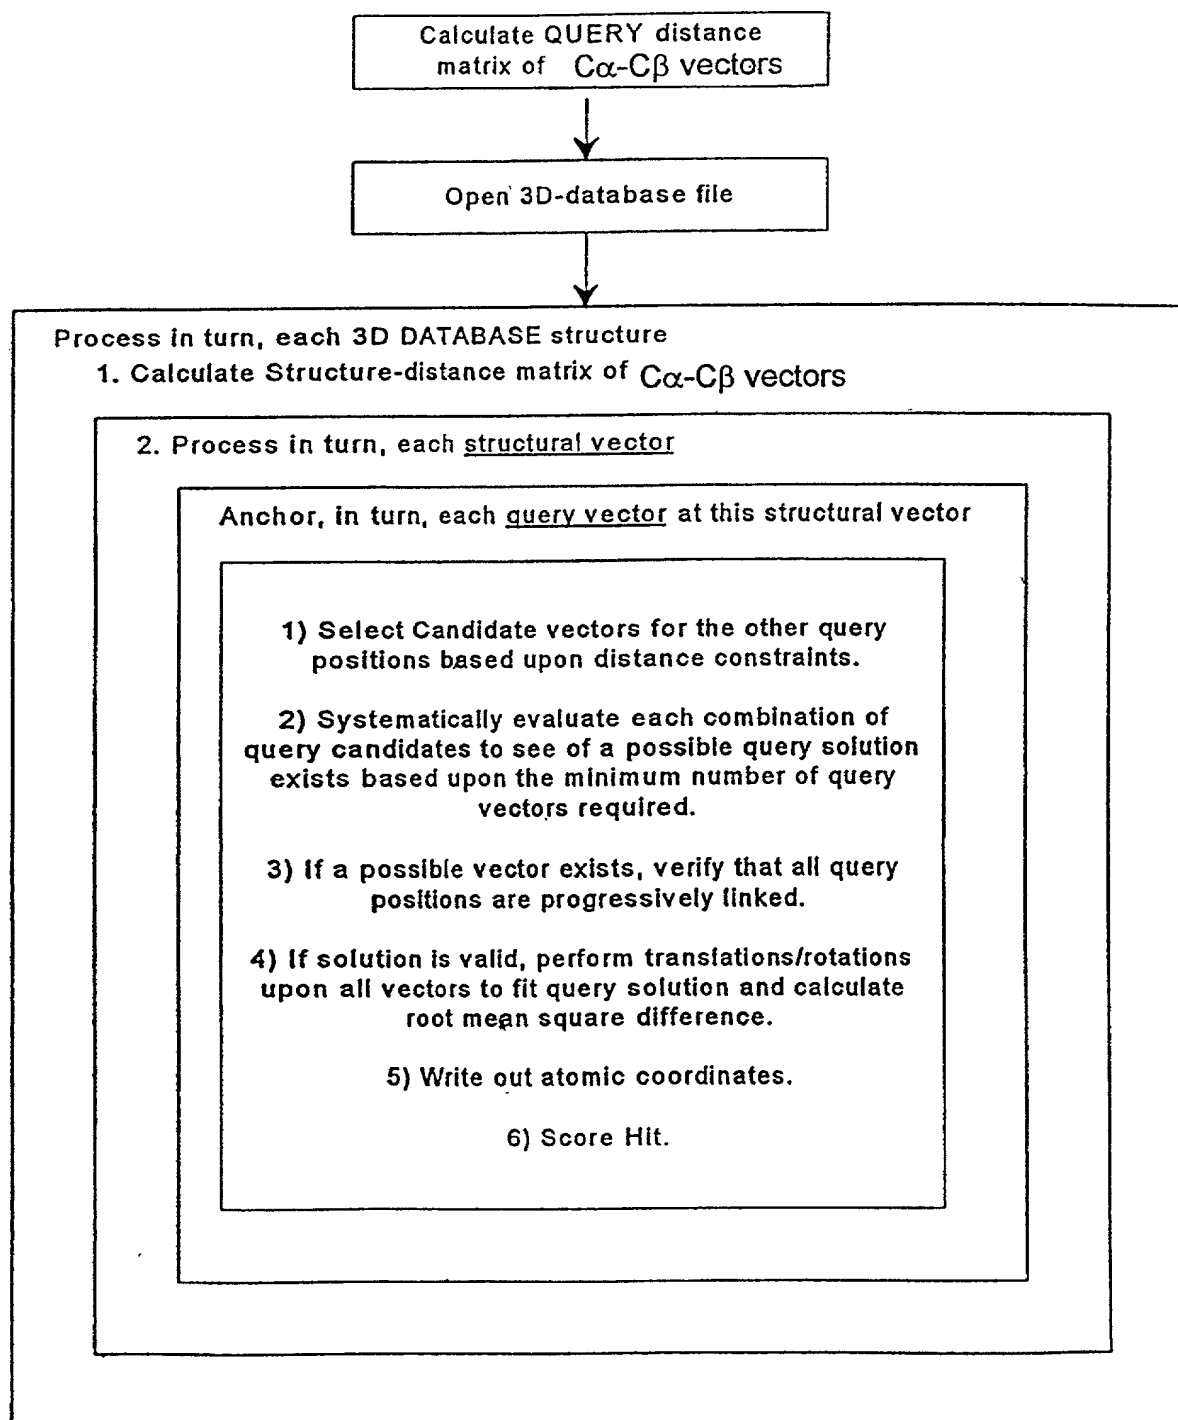 Calculate QUERY distance
matrix of Cα-Cβ vectors
Open 3D-database file
Process in turn, each 3D DATABASE structure
1. Calculate Structure-distance matrix of Cα-Cβ vectors
2. Process in turn, each structural vector
Anchor, in turn, each query vector at this structural vector
1) Select Candidate vectors for the other query
positions based upon distance constraints.
2) Systematically evaluate each combination of
query candidates to see of a possible query solution
exists based upon the minimum number of query
vectors required.
3) If a possible vector exists, verify that all query
positions are progressively linked.
4) If solution is valid, perform translations/rotations
upon all vectors to fit query solution and calculate
root mean square difference.
5) Write out atomic coordinates.
6) Score Hit.